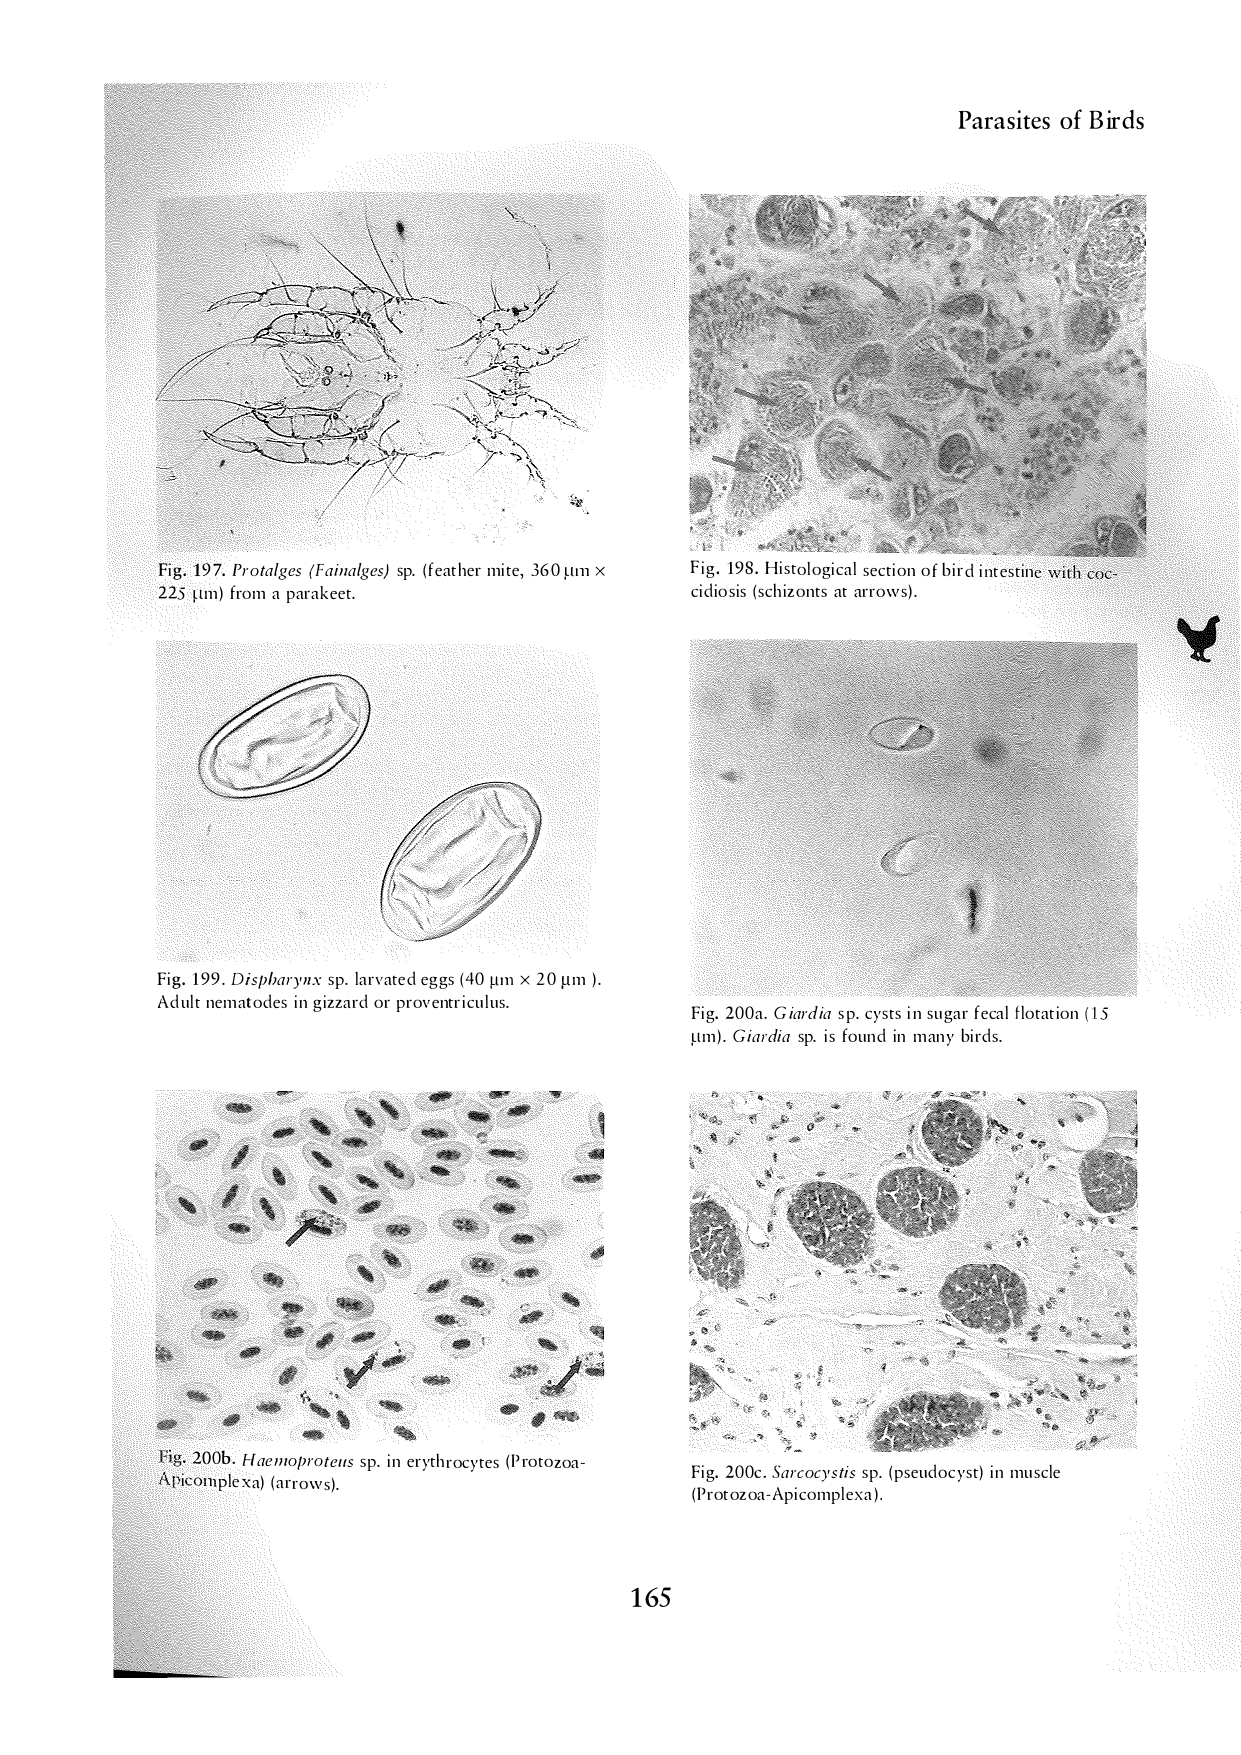 Parasites of Birds
Fig. 197. Protalges (Fainalges) sp. (feather mite, 360 µm ×
225 µm) from a parakeet.
Fig. 198. Histological section of bird intestine with coc-
cidiosis (schizonts at arrows).
Fig. 199. Dispharynx sp. larvated eggs (40 µm × 20 µm ).
Adult nematodes in gizzard or proventriculus.
Fig. 200a. Giardia sp. cysts in sugar fecal flotation (15
µm). Giardia sp. is found in many birds.
Fig. 200b. Haemoproteus sp. in erythrocytes (Protozoa-
Apicomplexa) (arrows).
Fig. 200c. Sarcocystis sp. (pseudocyst) in muscle
(Protozoa-Apicomplexa).
165